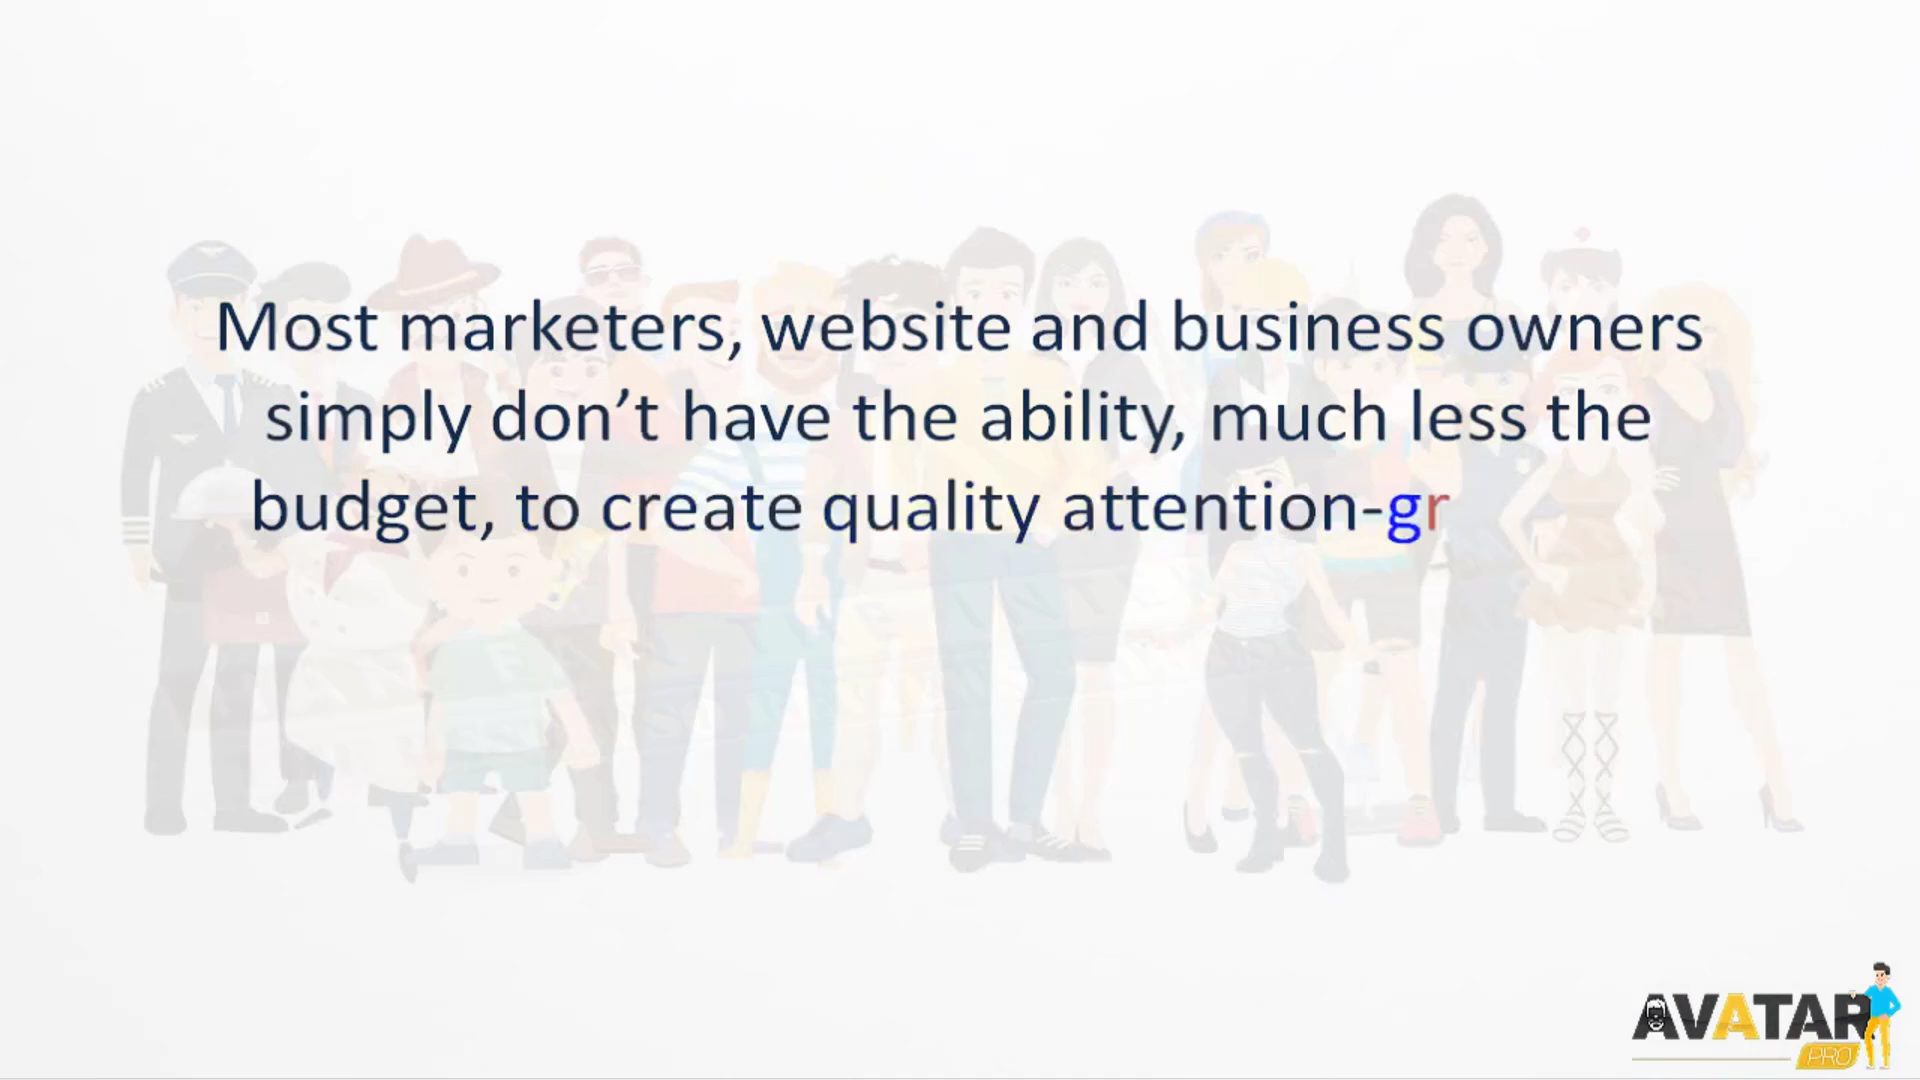 Most marketers, website and business owners
simply don’t have the ability, much less the
budget, to create quality attention-gr
AVATAR
PRO